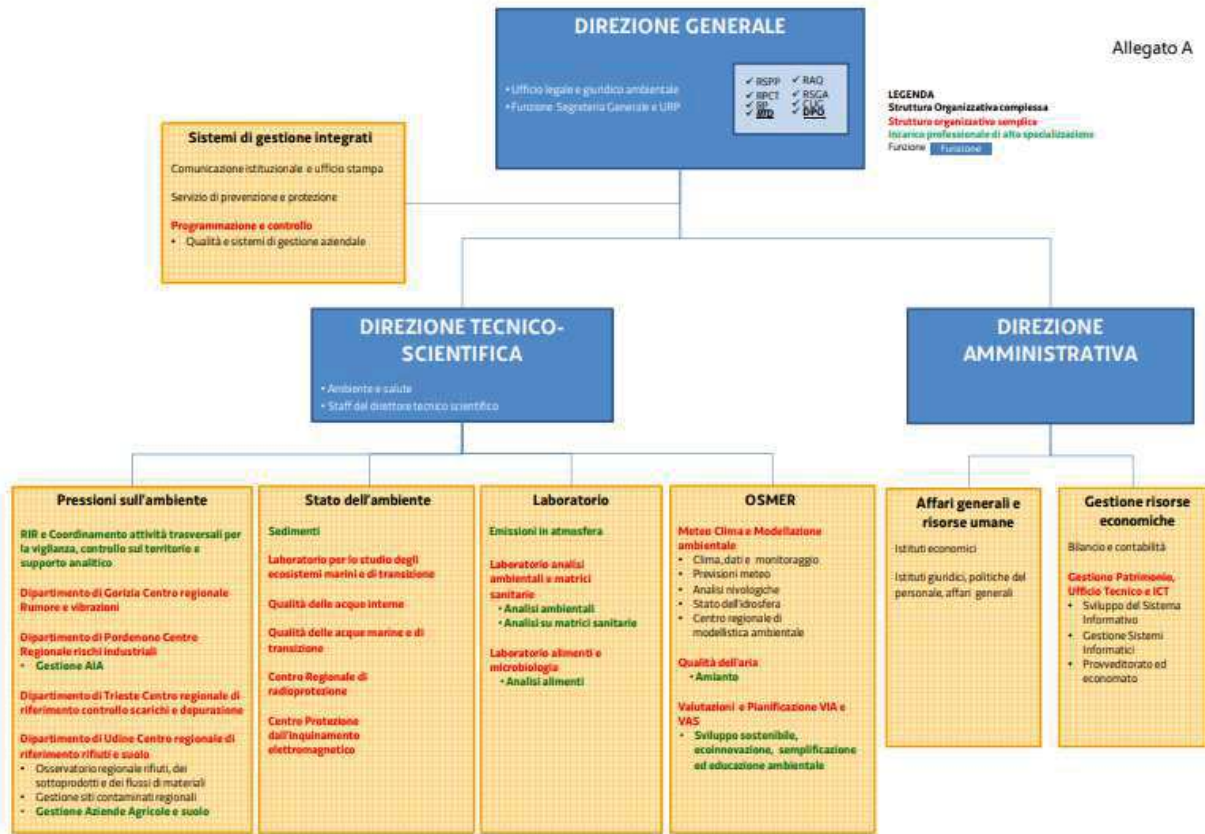 DIREZIONE GENERALE
• Ufficio legale e giuridico ambientale
• Funzione Segreteria Generale e URP
✓ RSPP ✓ RAQ
✓ RPCT ✓ RSGA
✓ RP ✓ CUG
✓ RTD ✓ DPO
Allegato A
LEGENDA
Struttura Organizzativa complessa
Struttura organizzativa semplice
Incarico professionale di alta specializzazione
Funzione Funzione
Sistemi di gestione integrati
Comunicazione istituzionale e ufficio stampa
Servizio di prevenzione e protezione
Programmazione e controllo
• Qualità e sistemi di gestione aziendale
DIREZIONE TECNICO-
SCIENTIFICA
• Ambiente e salute
• Staff del direttore tecnico scientifico
DIREZIONE
AMMINISTRATIVA
Pressioni sull'ambiente
RIR e Coordinamento attività trasversali per
la vigilanza, controllo sul territorio e
supporto analitico
Dipartimento di Gorizia Centro regionale
Rumore e vibrazioni
Dipartimento di Pordenone Centro
Regionale rischi industriali
• Gestione AIA
Dipartimento di Trieste Centro regionale di
riferimento controllo scarichi e depurazione
Dipartimento di Udine Centro regionale di
riferimento rifiuti e suolo
• Osservatorio regionale rifiuti, dei
sottoprodotti e dei flussi di materiali
• Gestione siti contaminati regionali
• Gestione Aziende Agricole e suolo
Stato dell'ambiente
Sedimenti
Laboratorio per lo studio degli
ecosistemi marini e di transizione
Qualità delle acque interne
Qualità delle acque marine e di
transizione
Centro Regionale di
radioprotezione
Centro Protezione
dall'inquinamento
elettromagnetico
Laboratorio
Emissioni in atmosfera
Laboratorio analisi
ambientali e matrici
sanitarie
• Analisi ambientali
• Analisi su matrici sanitarie
Laboratorio alimenti e
microbiologia
• Analisi alimenti
OSMER
Meteo Clima e Modellazione
ambientale
• Clima, dati e monitoraggio
• Previsioni meteo
• Analisi nivologiche
• Stato dell'idrosfera
• Centro regionale di
modellistica ambientale
Qualità dell'aria
• Amianto
Valutazioni e Pianificazione VIA e
VAS
• Sviluppo sostenibile,
ecoinnovazione, semplificazione
ed educazione ambientale
Affari generali e
risorse umane
Istituti economici
Istituti giuridici, politiche del
personale, affari generali
Gestione risorse
economiche
Bilancio e contabilità
Gestione Patrimonio,
Ufficio Tecnico e ICT
• Sviluppo del Sistema
Informativo
• Gestione Sistemi
Informatici
• Provveditorato ed
economato